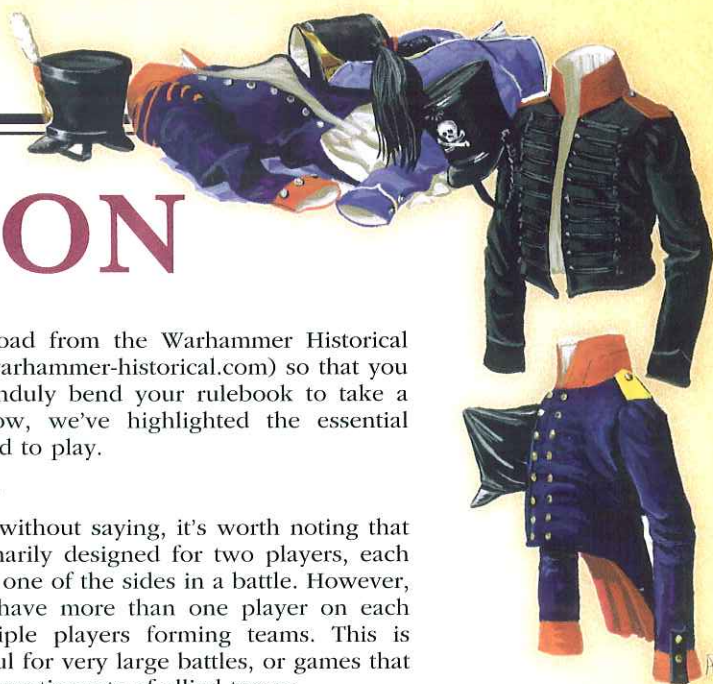 ON
oad from the Warhammer Historical
arhammer-historical.com) so that you
nduly bend your rulebook to take a
ow, we've highlighted the essential
d to play.
without saying, it's worth noting that
narily designed for two players, each
one of the sides in a battle. However,
have more than one player on each
iple players forming teams. This is
ul for very large battles, or games that